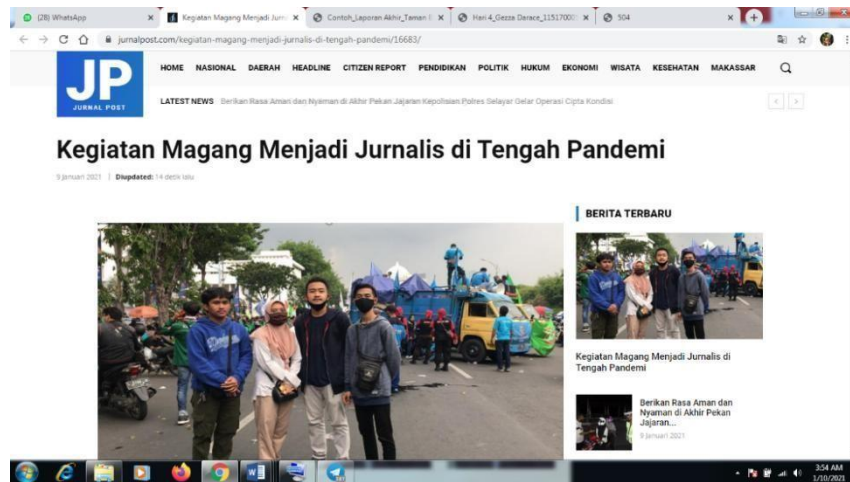 (28) WhatsApp
Kegiatan Magang Menjadi Jurn
Contoh_Laporan Akhir_Taman
Hari 4_Gezza Darace_11517000
504
jurnalpost.com/kegiatan-magang-menjadi-jurnalis-di-tengah-pandemi/16683/
JP
JURNAL POST
HOME NASIONAL DAERAH HEADLINE CITIZEN REPORT PENDIDIKAN POLITIK HUKUM EKONOMI WISATA KESEHATAN MAKASSAR
LATEST NEWS Berikan Rasa Aman dan Nyaman di Akhir Pekan Jajaran Kepolisian Polres Selayar Gelar Operasi Cipta Kondisi
Kegiatan Magang Menjadi Jurnalis di Tengah Pandemi
9 Januari 2021 | Diupdated: 14 detik lalu
BERITA TERBARU
Kegiatan Magang Menjadi Jurnalis di
Tengah Pandemi
Berikan Rasa Aman dan
Nyaman di Akhir Pekan
Jajaran...
9 Januari 2021
3:54 AM
1/10/2021